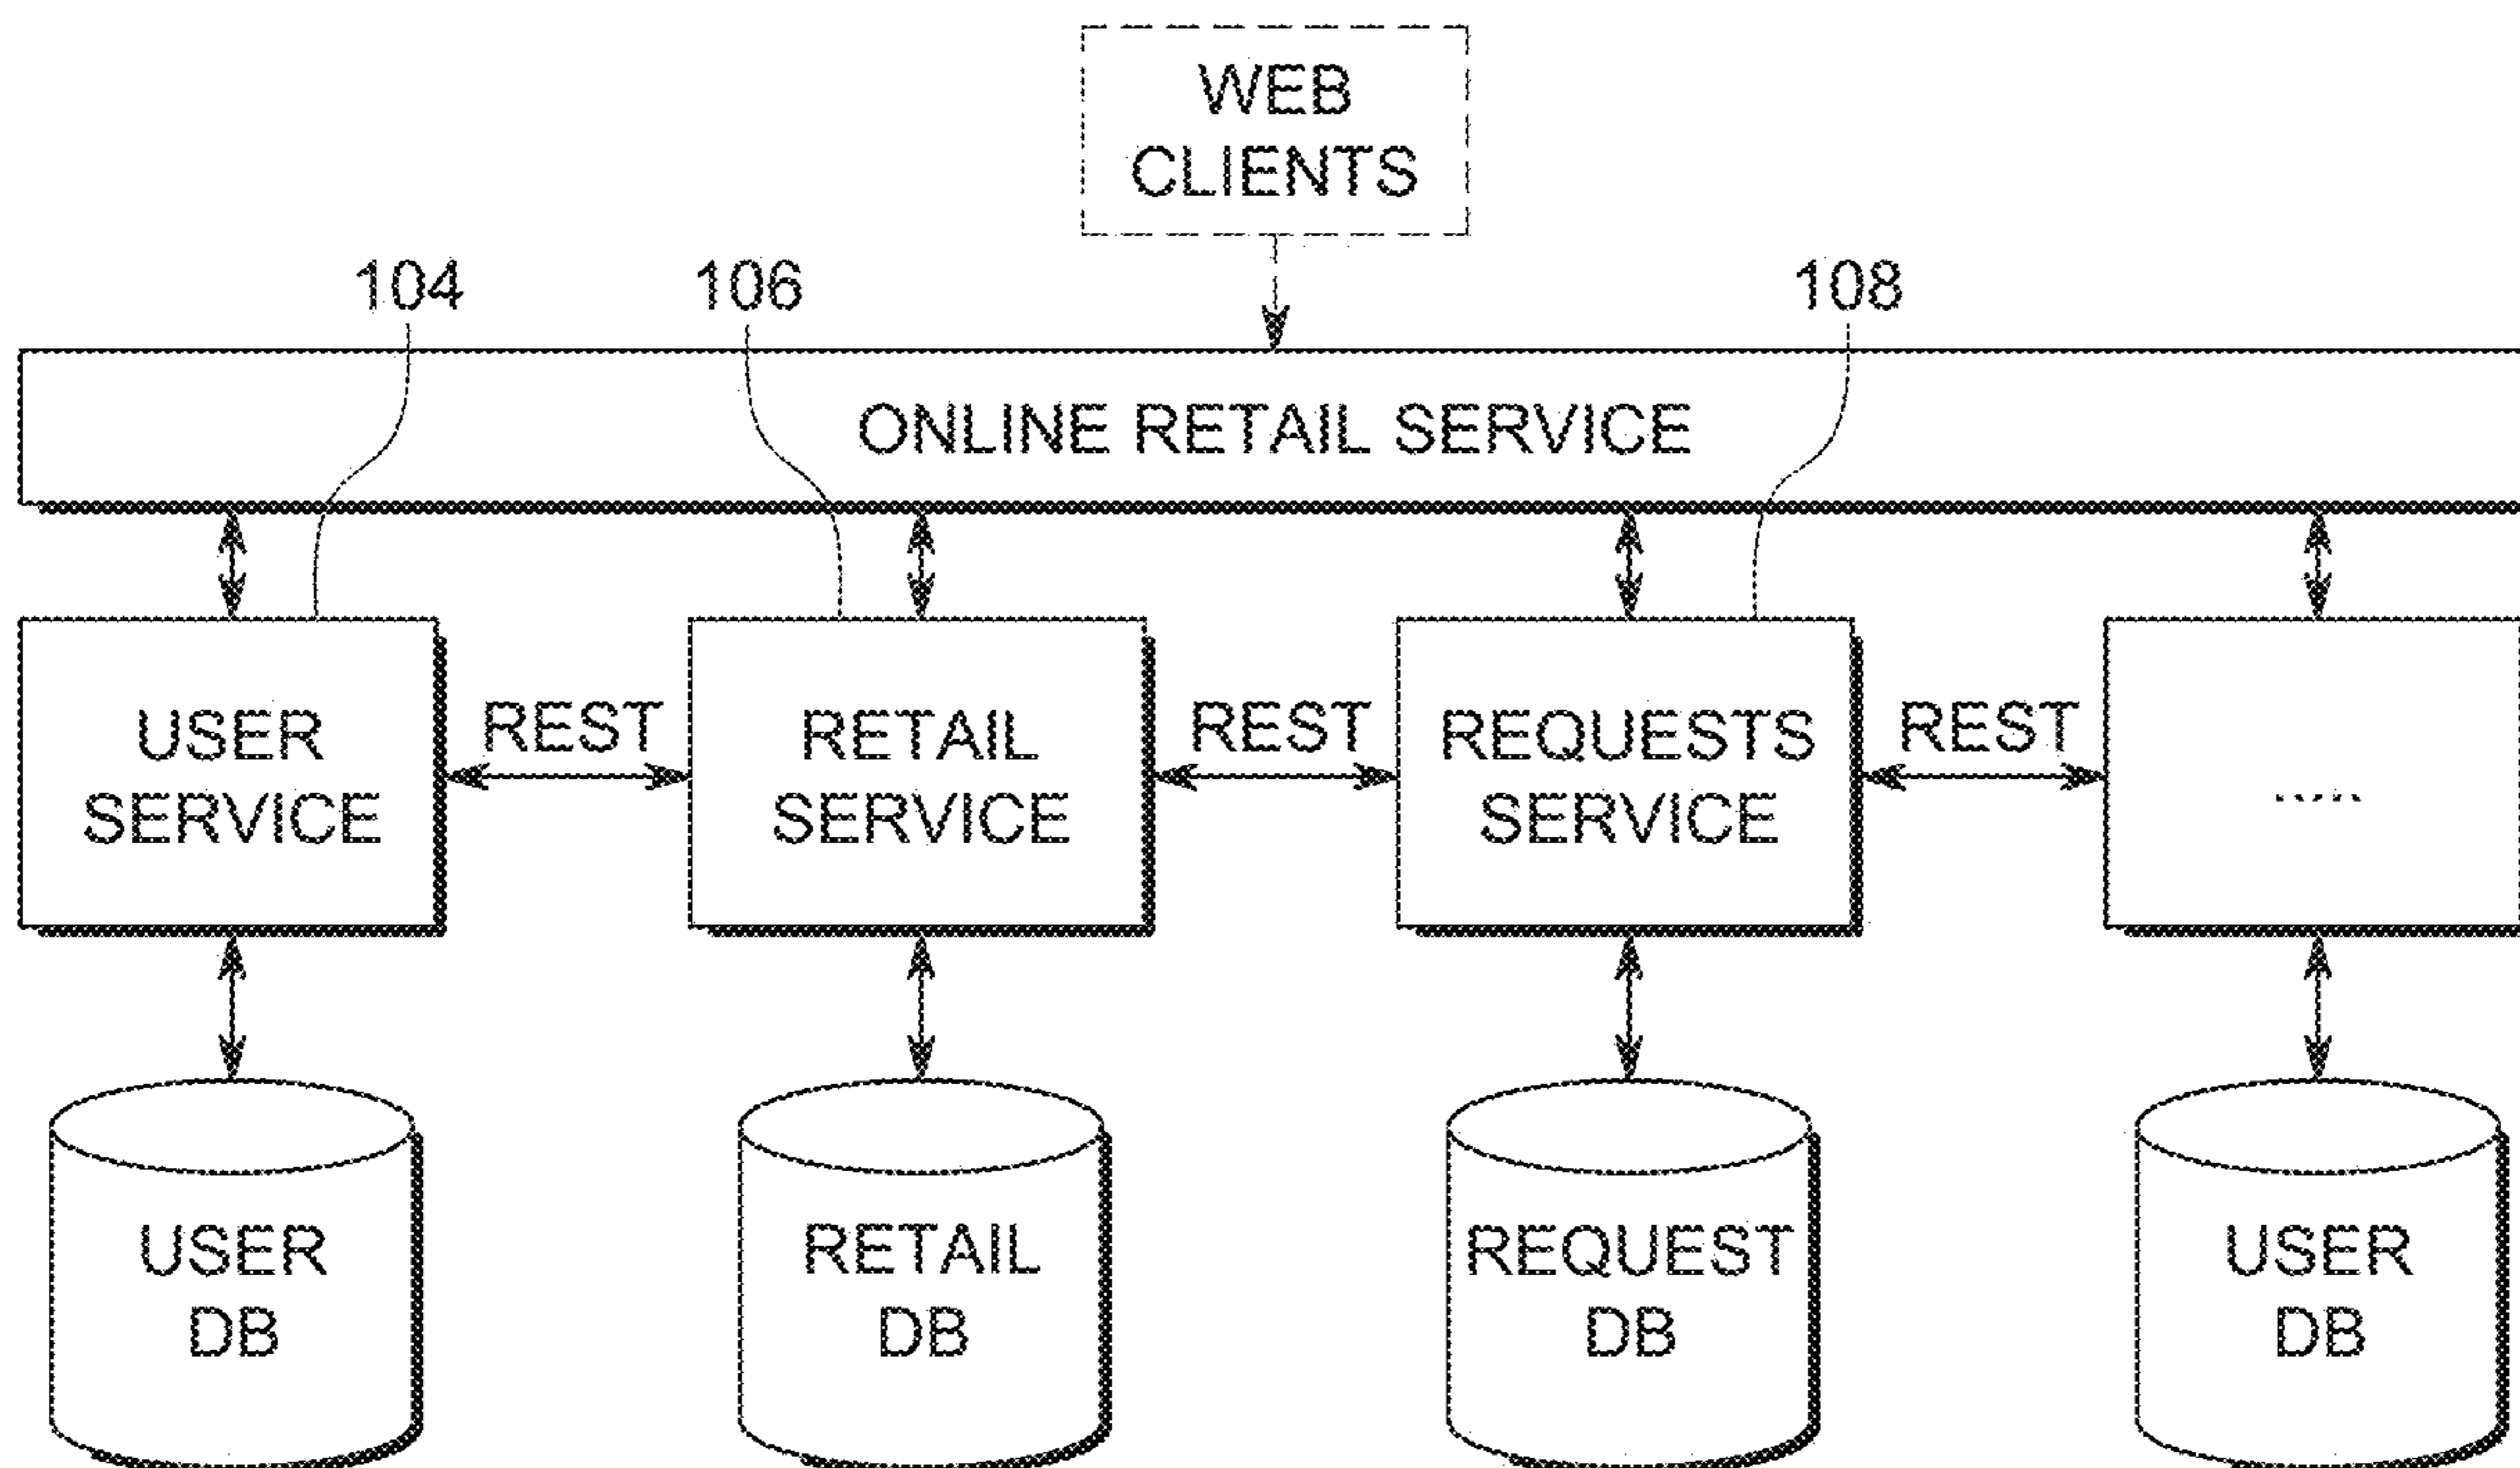 WEB
CLIENTS
104
106
108
ONLINE RETAIL SERVICE
USER
SERVICE
REST
RETAIL
SERVICE
REST
REQUESTS
SERVICE
REST
USER
DB
RETAIL
DB
REQUEST
DB
USER
DB